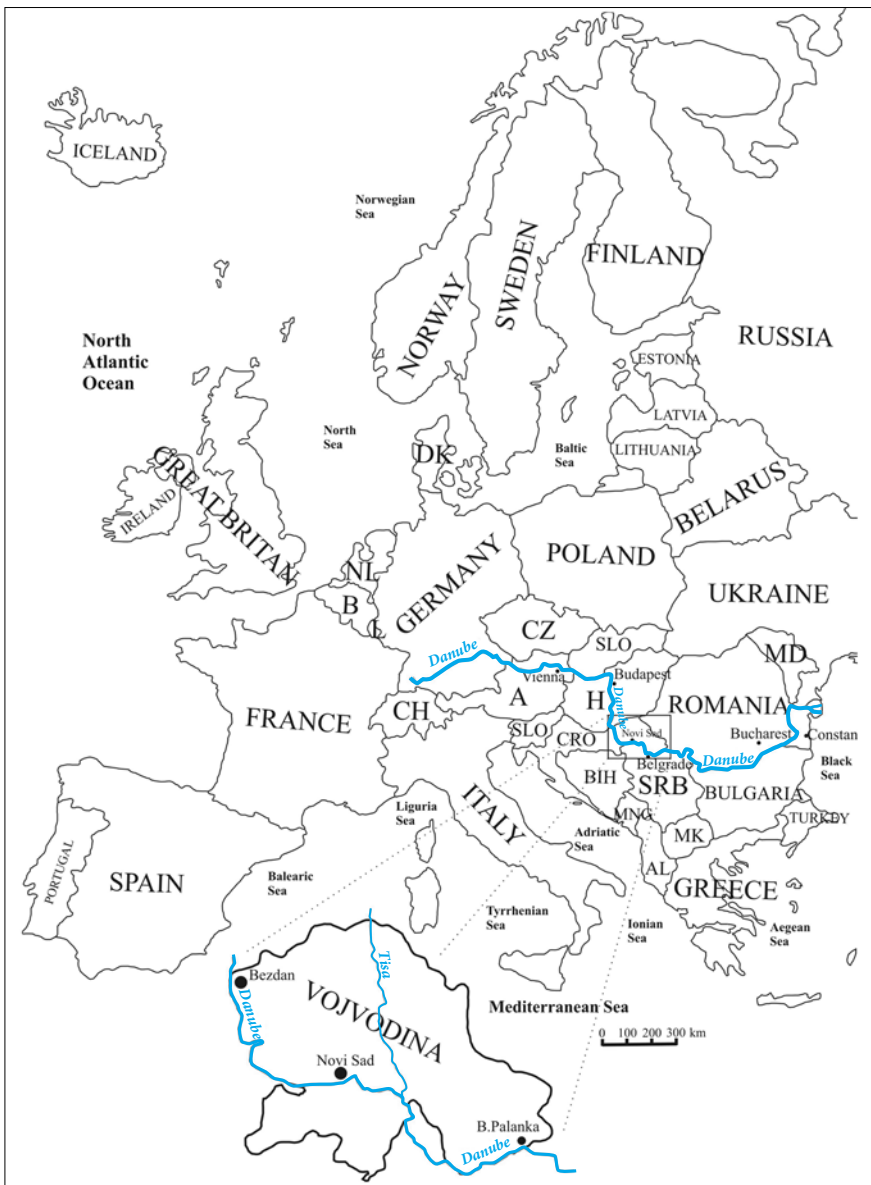 ICELAND
Norwegian
Sea
FINLAND
SWEDEN
NORWAY
North
Atlantic
Ocean
RUSSIA
ESTONIA
North
Sea
LATVIA
DK
Baltic
Sea
LITHUANIA
BELARUS
GREAT BRITAN
IRELAND
POLAND
NL
B
L
GERMANY
UKRAINE
CZ
SLO
MD
Danube
Vienna
Budapest
A
H
Danube
ROMANIA
CH
FRANCE
SLO
CRO
Novi Sed
Bucharest
Constan
Belgrade
Danube
Black
Sea
BIH
SRB
BULGARIA
Liguria
Sea
ITALY
MNG
TURKEY
Adriatic
Sea
MK
PORTUGAL
SPAIN
Balearic
Sea
AL
GREECE
Tyrrhenian
Sea
Ionian
Sea
Aegean
Sea
Tisa
Bezdan
Danube
VOJVODINA
Mediterranean Sea
0 100 200 300 km
Novi Sad
B.Palanka
Danube